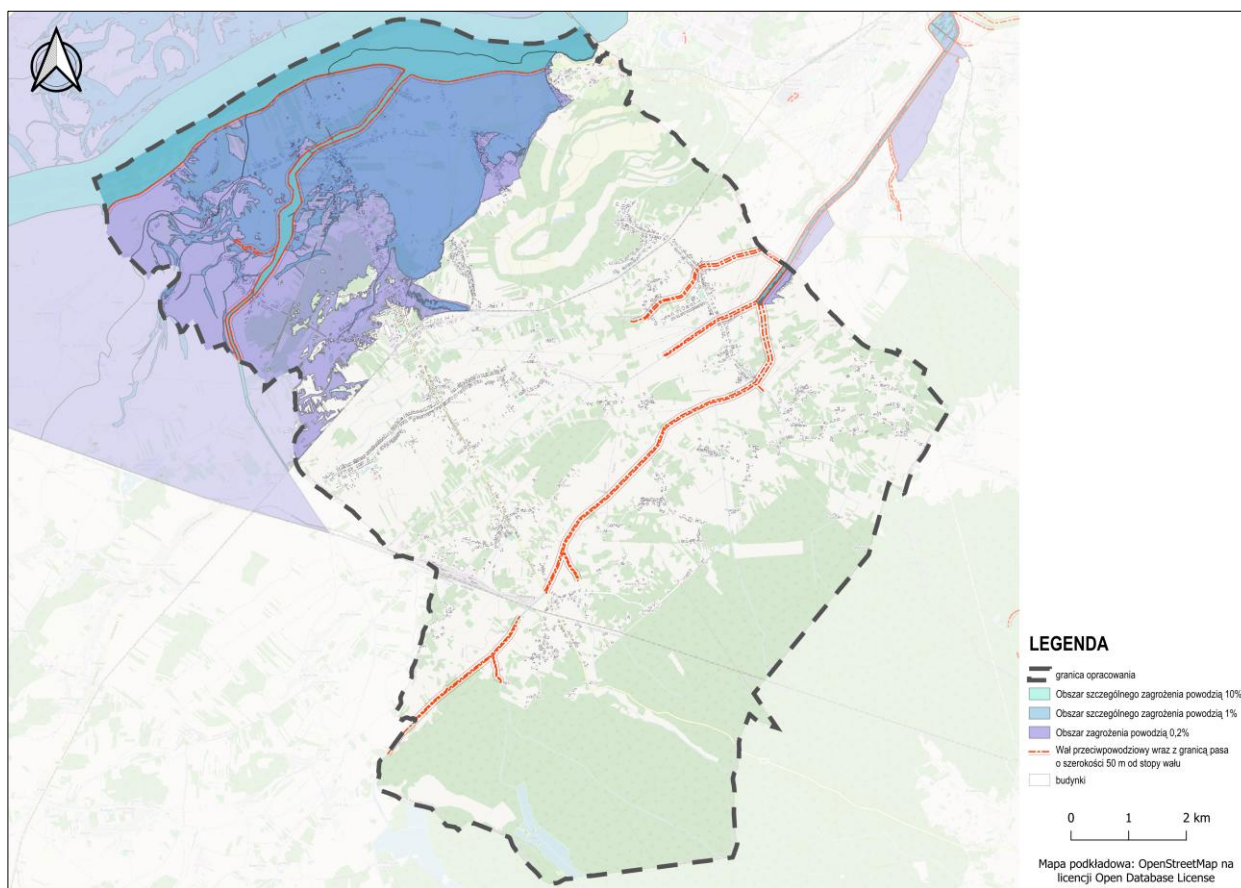 LEGENDA
granica opracowania
Obszar szczególnego zagrożenia powodzią 10%
Obszar szczególnego zagrożenia powodzią 1%
Obszar zagrożenia powodzią 0,2%
Wał przeciwpowodziowy wraz z granicą pasa
o szerokości 50 m od stopy wału
budynki
0 1 2 km
Mapa podkładowa: OpenStreetMap na
licencji Open Database License